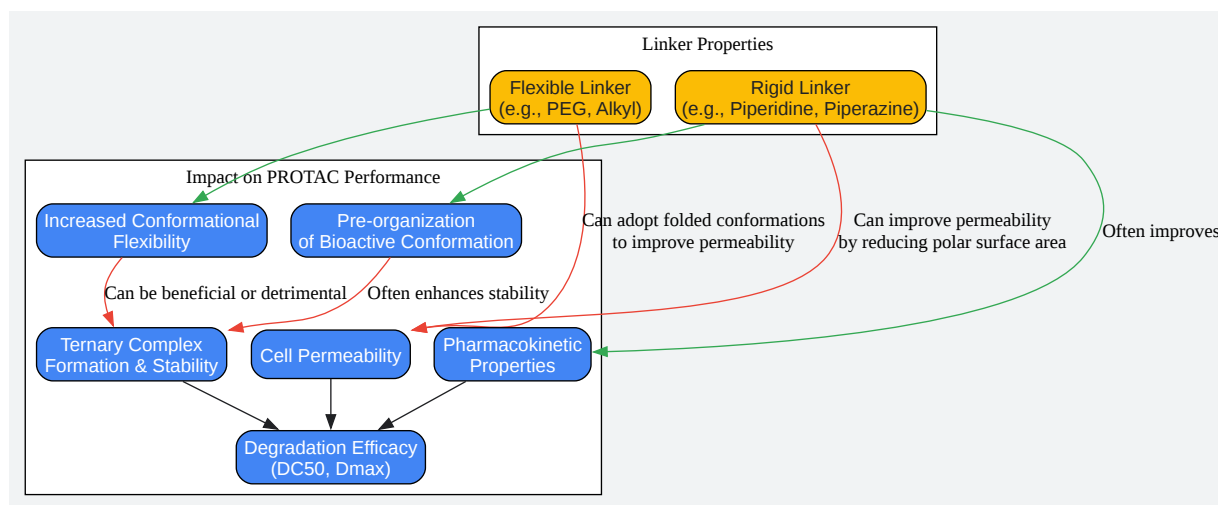 Linker Properties
Flexible Linker
(e.g., PEG, Alkyl)
Rigid Linker
(e.g., Piperidine, Piperazine)
Impact on PROTAC Performance
Increased Conformational
Flexibility
Pre-organization
of Bioactive Conformation
Can adopt folded conformations
to improve permeability
Can improve permeability
by reducing polar surface area
Often improves
Can be beneficial or detrimental
Often enhances stability
Ternary Complex
Formation & Stability
Cell Permeability
Pharmacokinetic
Properties
Degradation Efficacy
(DC50, Dmax)